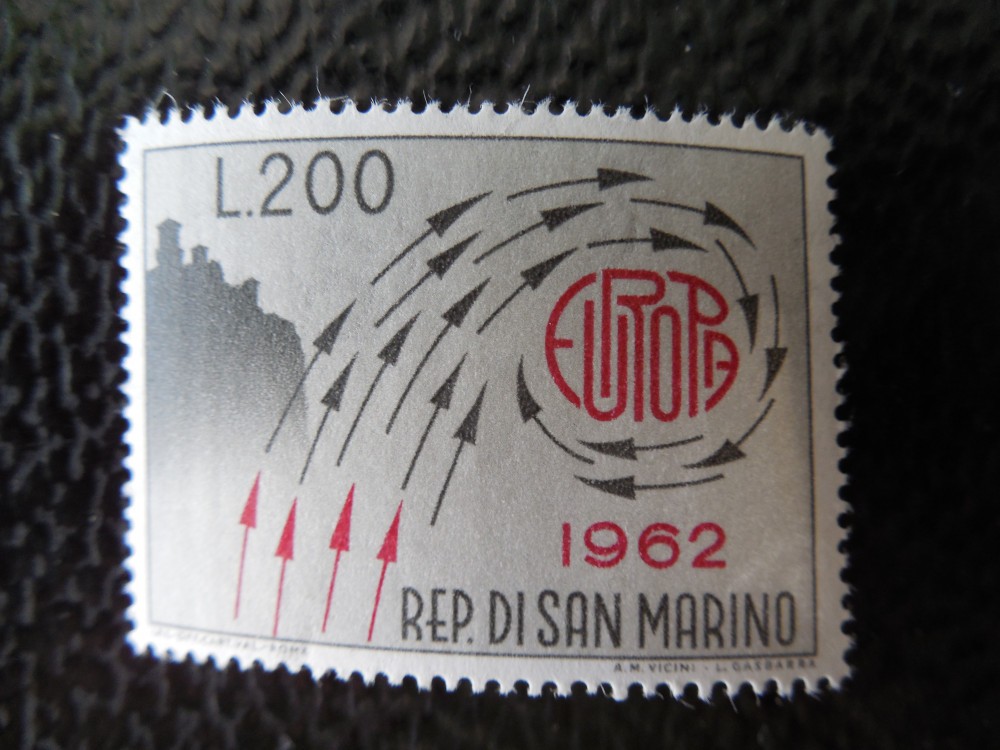 L.200
EUROPA
1962
REP. DI SAN MARINO
A.M. VICINI - L. GASBARRA